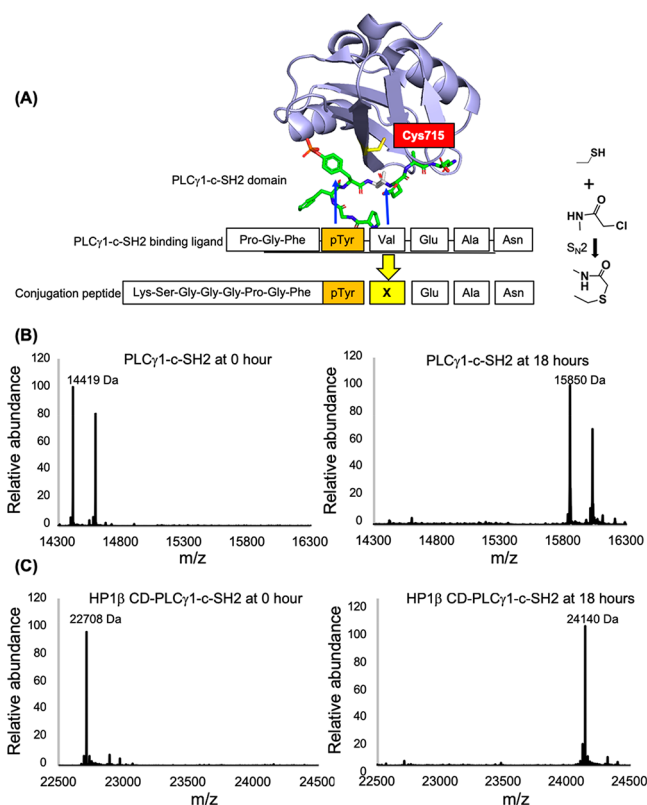 (A)
Cys715
PLCγ1-c-SH2 domain
SH
+
O
HN
Cl
SN2
O
N
H
S
PLCγ1-c-SH2 binding ligand
Pro-Gly-Phe pTyr Val Glu Ala Asn
Conjugation peptide
Lys-Ser-Gly-Gly-Gly-Pro-Gly-Phe pTyr X Glu Ala Asn
(B)
PLCγ1-c-SH2 at 0 hour
14419 Da
Relative abundance
120
100
80
60
40
20
0
14300 14800 15300 15800 16300
m/z
PLCγ1-c-SH2 at 18 hours
15850 Da
Relative abundance
120
100
80
60
40
20
0
14300 14800 15300 15800 16300
m/z
(C)
HP1β CD-PLCγ1-c-SH2 at 0 hour
22708 Da
Relative abundance
120
100
80
60
40
20
0
22500 23000 23500 24000 24500
m/z
HP1β CD-PLCγ1-c-SH2 at 18 hours
24140 Da
Relative abundance
120
100
80
60
40
20
0
22500 23000 23500 24000 24500
m/z